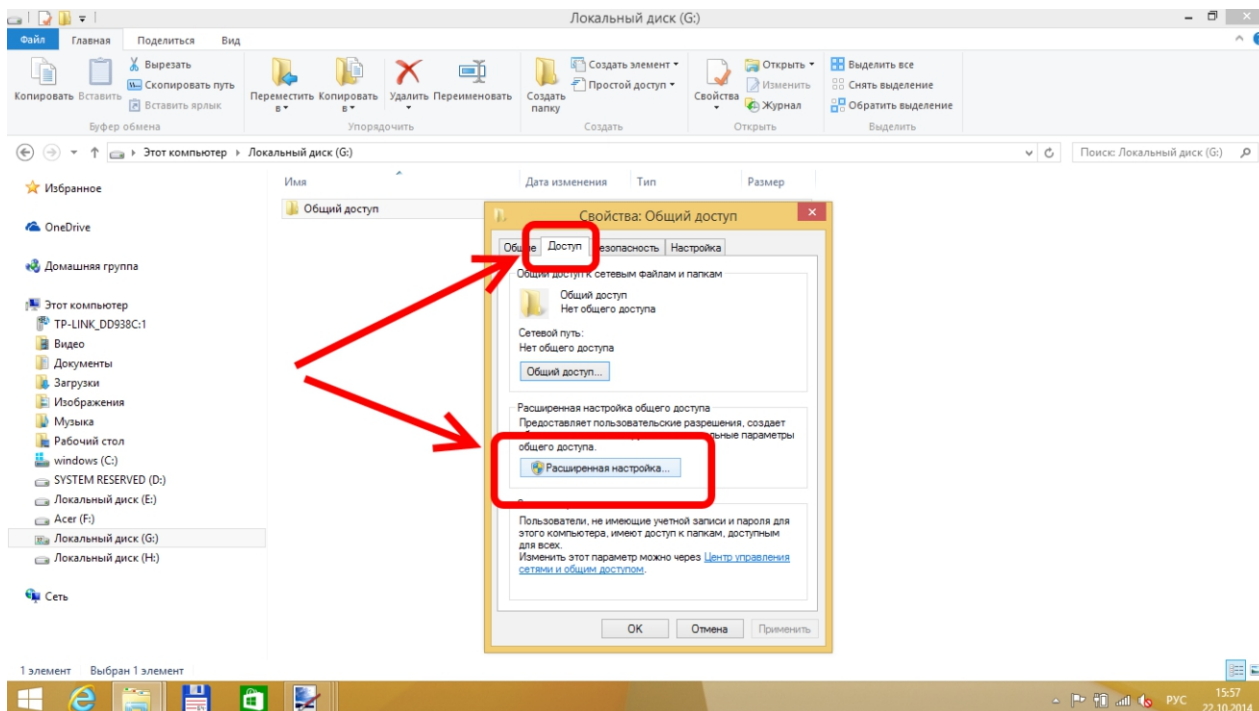 Локальный диск (G:)
Файл Главная Поделиться Вид
Копировать
Вставить
Вырезать
Скопировать путь
Вставить ярлык
Буфер обмена
Переместить в
Копировать в
Удалить
Переименовать
Упорядочить
Создать папку
Создать элемент
Простой доступ
Создать
Свойства
Открыть
Изменить
Журнал
Открыть
Выделить все
Снять выделение
Обратить выделение
Выделить
Этот компьютер Локальный диск (G:)
Поиск: Локальный диск (G:)
Избранное
OneDrive
Домашняя группа
Этот компьютер
TP-LINK_DD938C:1
Видео
Документы
Загрузки
Изображения
Музыка
Рабочий стол
windows (C:)
SYSTEM RESERVED (D:)
Локальный диск (E:)
Acer (F:)
Локальный диск (G:)
Локальный диск (H:)
Сеть
Имя Дата изменения Тип Размер
Общий доступ
Свойства: Общий доступ
Доступ Настройка
Общий доступ к сетевым файлам и папкам
Общий доступ
Нет общего доступа
Сетевой путь:
Нет общего доступа
Общий доступ...
Расширенная настройка общего доступа
Предоставляет пользовательские разрешения, создает
параметры
общего доступа.
Расширенная настройка...
Пользователи, не имеющие учетной записи и пароля для
этого компьютера, имеют доступ к папкам, доступным
для всех.
Изменить этот параметр можно через Центр управления
сетями и общим доступом.
OK Отмена Применить
1 элемент Выбран 1 элемент
РУС
15:57
22.10.2014